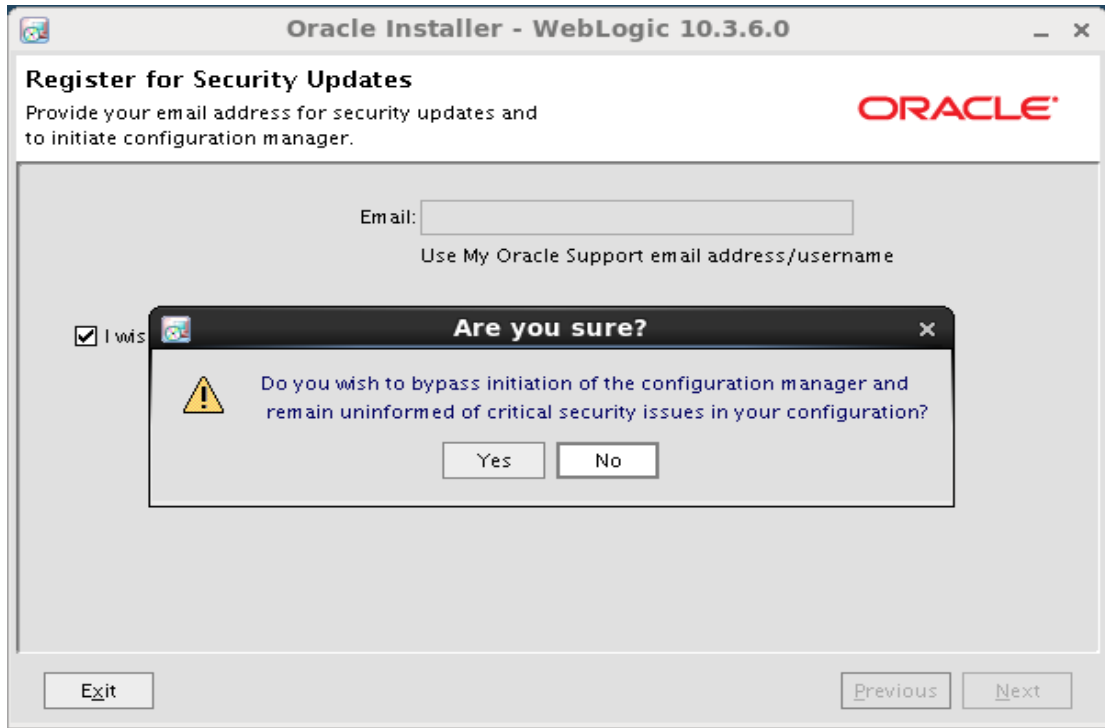 Oracle Installer - WebLogic 10.3.6.0
Register for Security Updates
Provide your email address for security updates and
to initiate configuration manager.
ORACLE
Email:
Use My Oracle Support email address/username
I wis
Are you sure?
Do you wish to bypass initiation of the configuration manager and
remain uninformed of critical security issues in your configuration?
Yes No
Exit Previous Next